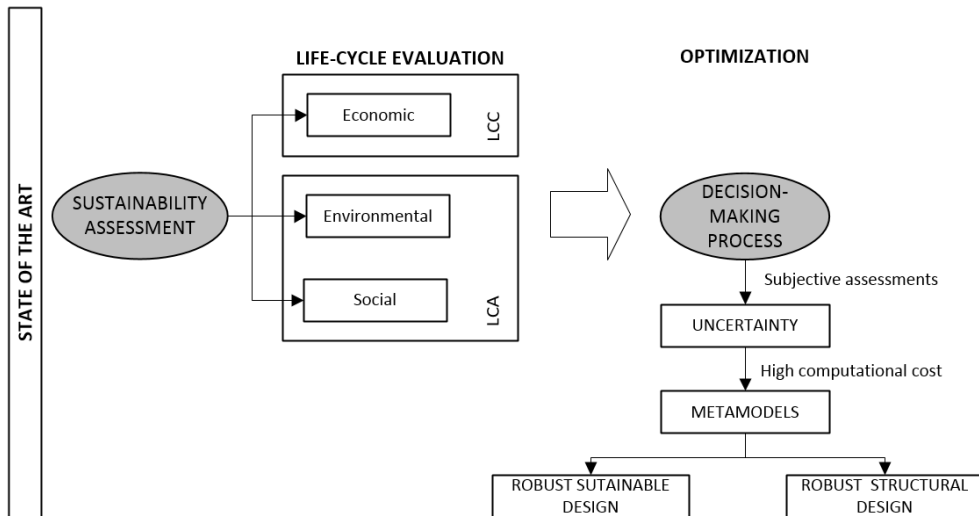 STATE OF THE ART
LIFE-CYCLE EVALUATION
OPTIMIZATION
SUSTAINABILITY
ASSESSMENT
Economic
LCC
Environmental
Social
LCA
DECISION-
MAKING
PROCESS
Subjective assessments
UNCERTAINTY
High computational cost
METAMODELS
ROBUST SUTAINABLE
DESIGN
ROBUST STRUCTURAL
DESIGN